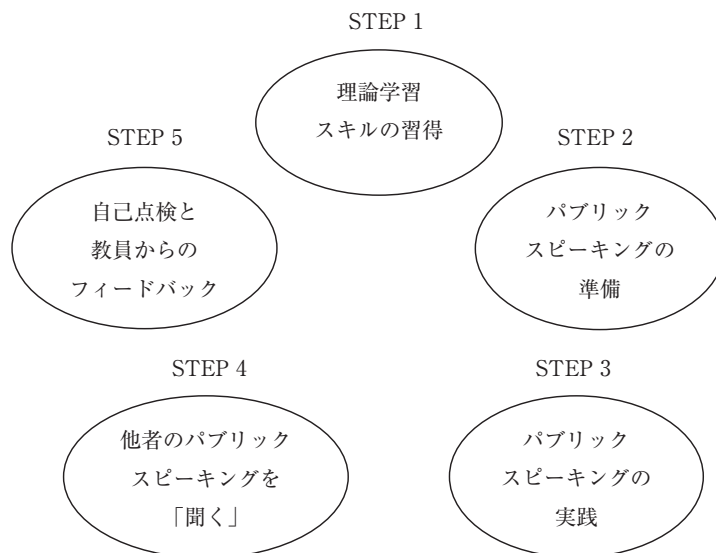 STEP 1
理論学習
スキルの習得
STEP 2
パブリック
スピーキングの
準備
STEP 3
パブリック
スピーキングの
実践
STEP 4
他者のパブリック
スピーキングを
「聞く」
STEP 5
自己点検と
教員からの
フィードバック